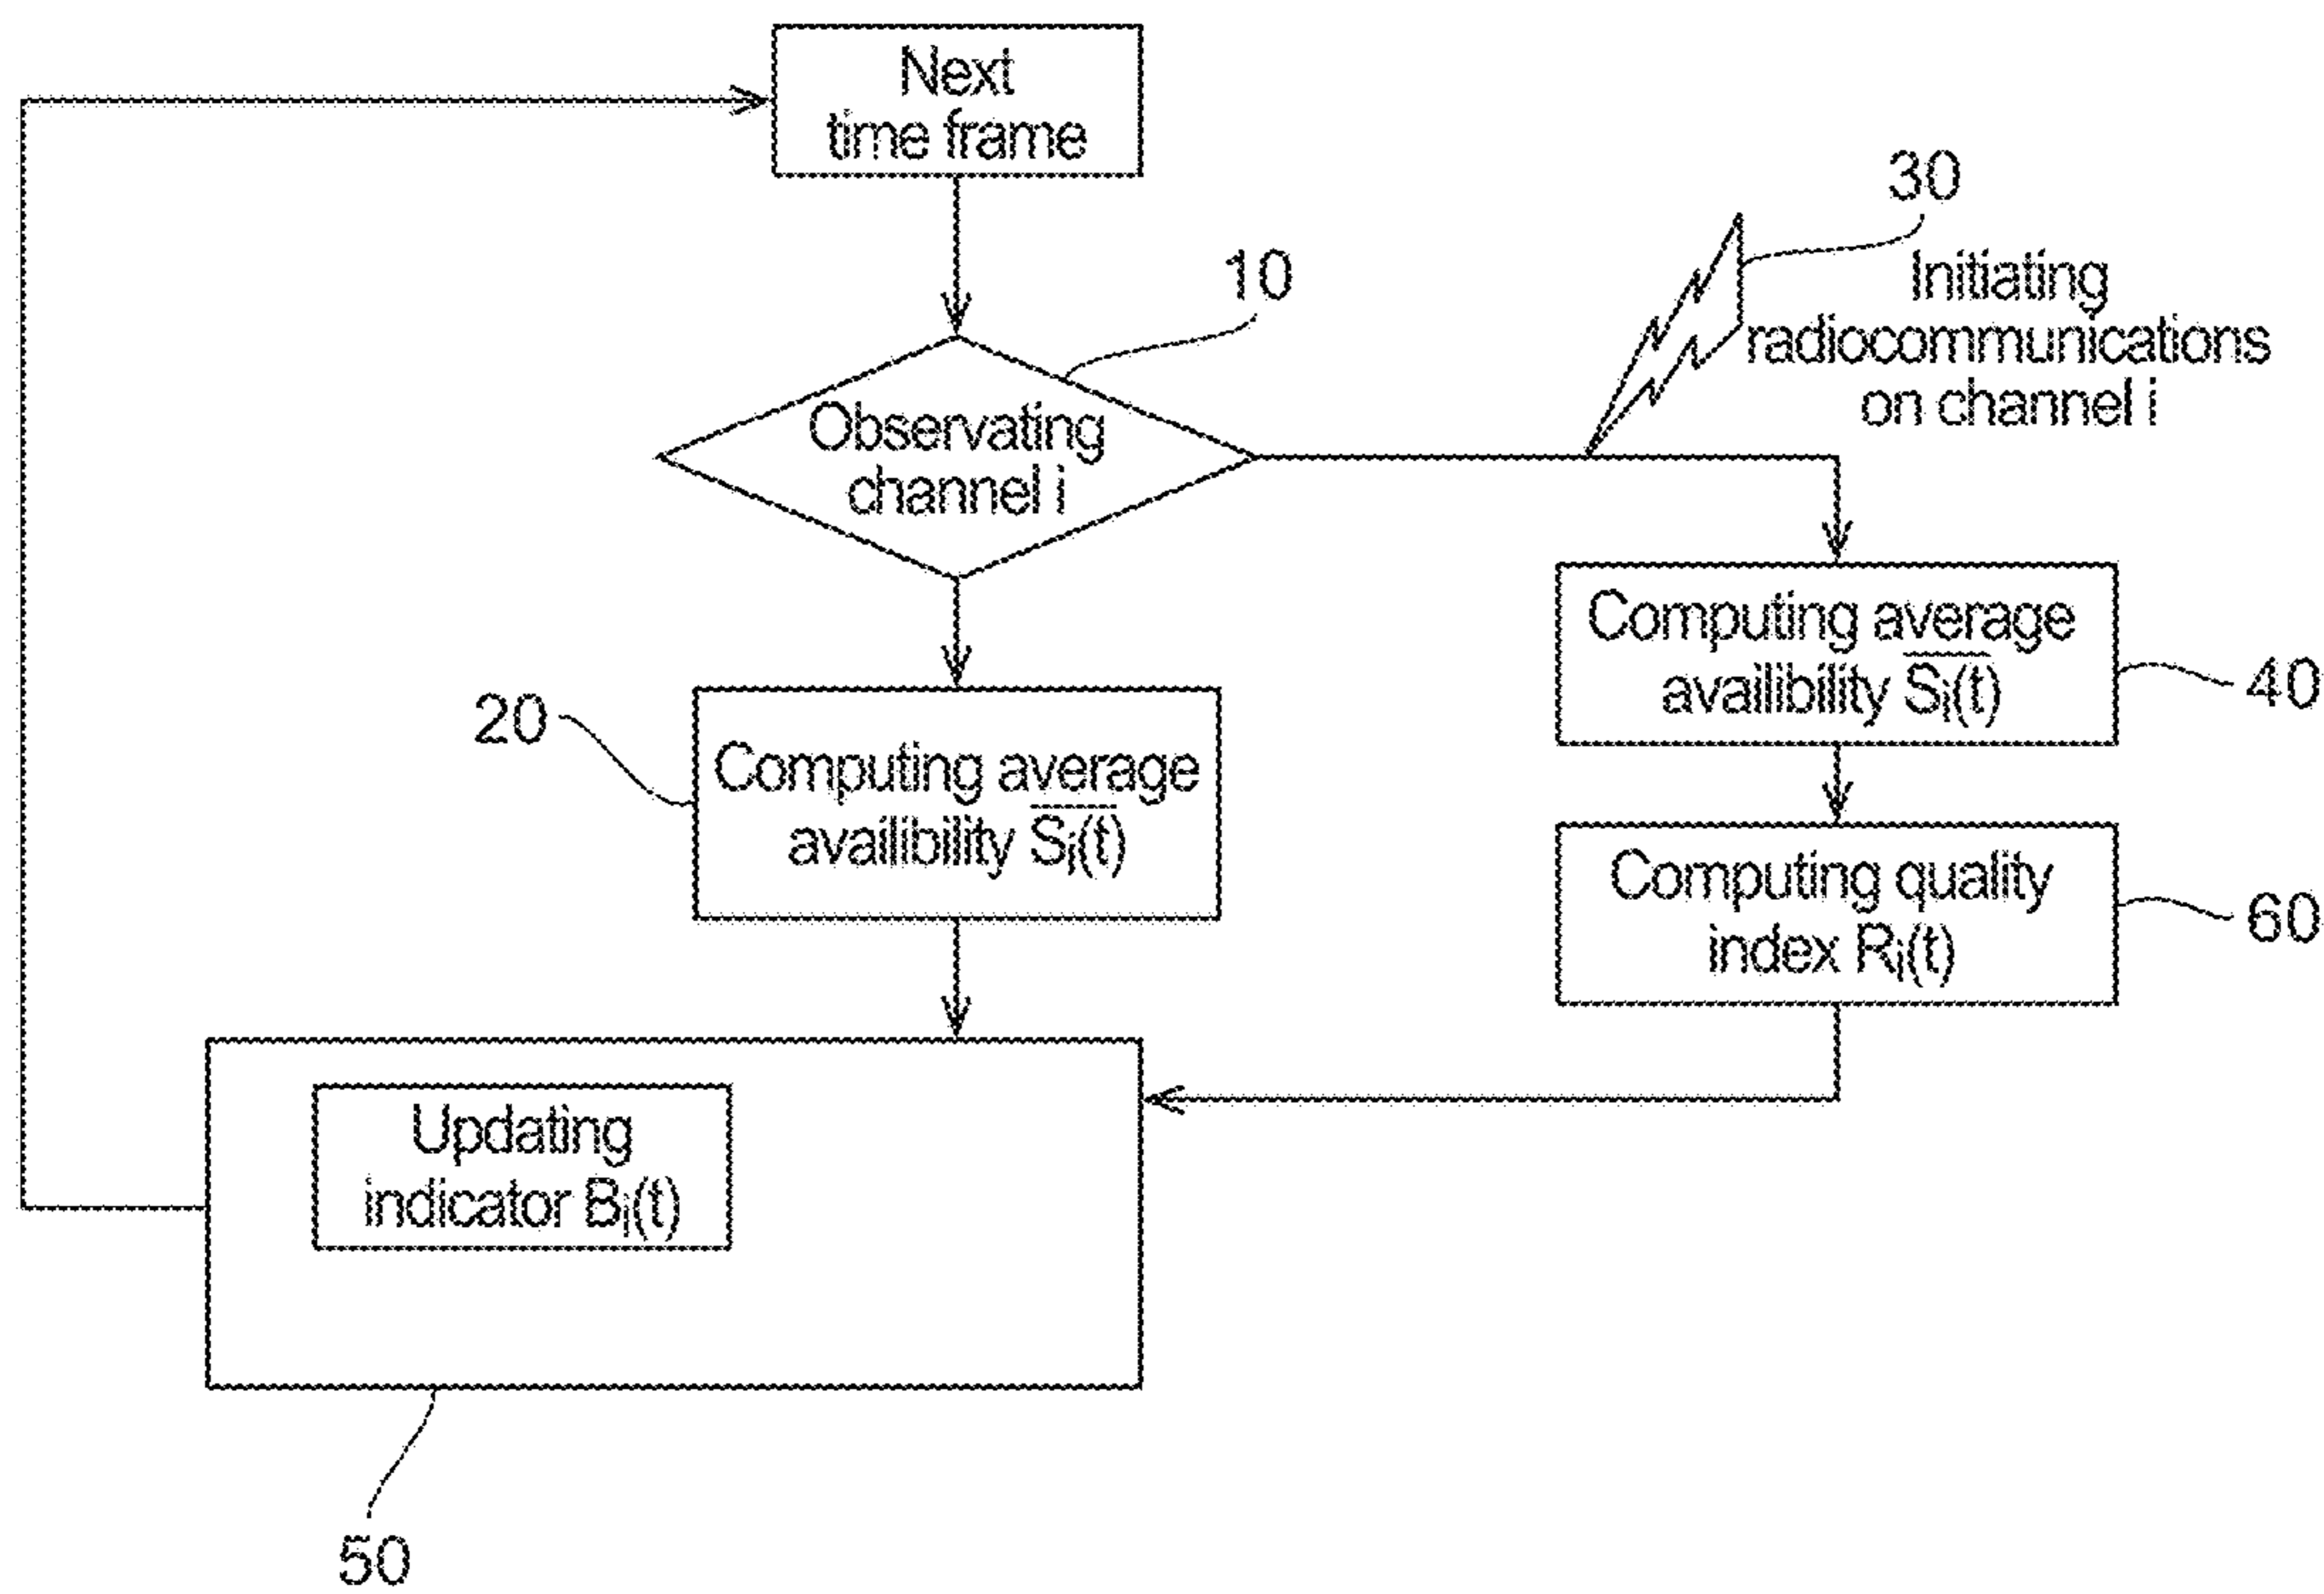 Next
time frame
30
Initiating
radiocommunications
on channel i
10
Observating
channel i
Computing average
availibility S̅i̅(̅t̅)
40
20
Computing average
availibility S̅i̅(̅t̅)
Computing quality
index Ri(t)
60
Updating
indicator Bi(t)
50